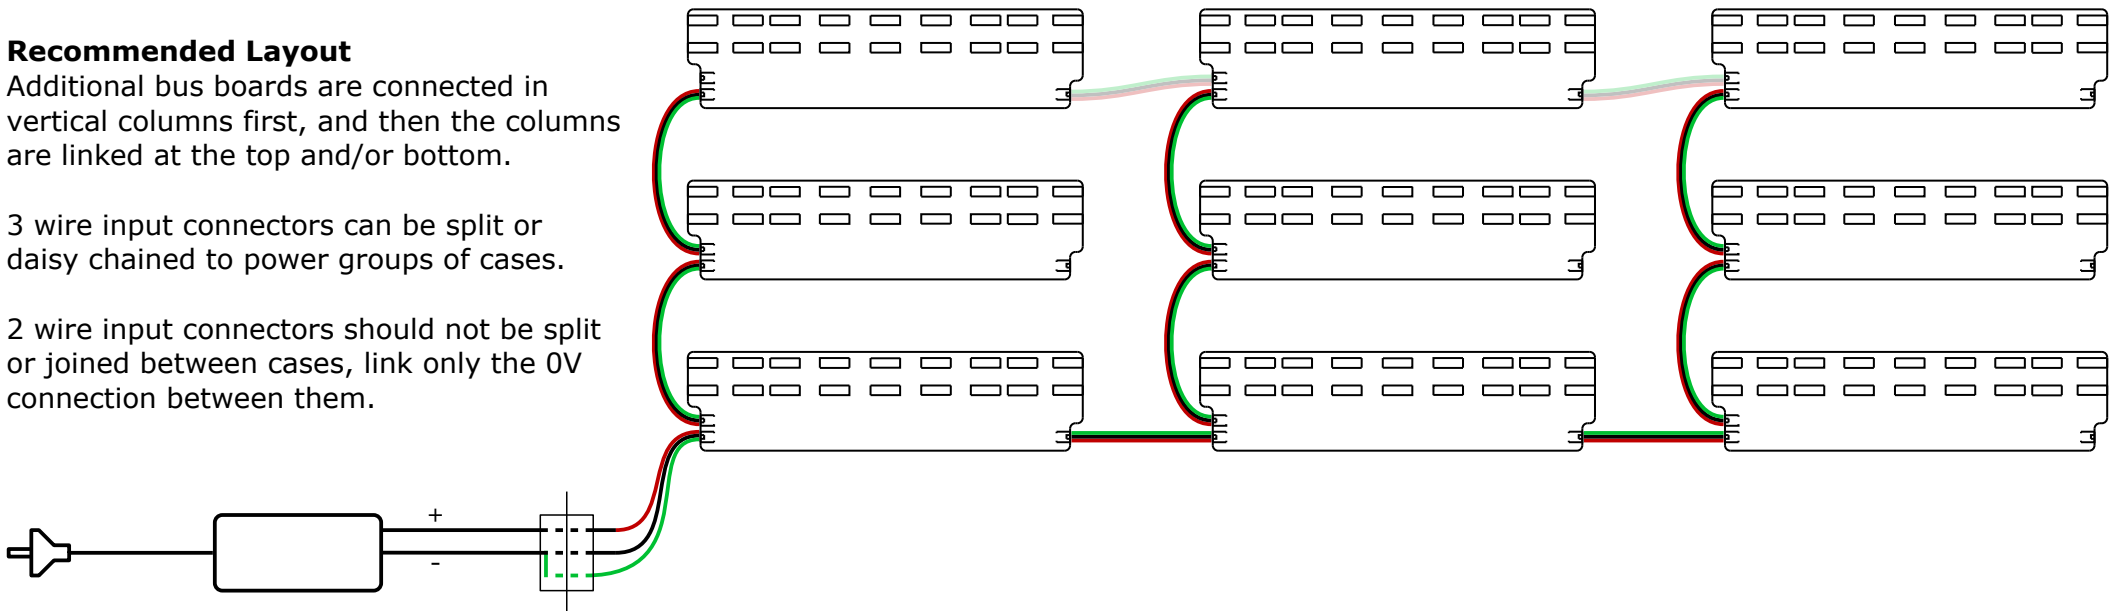 Recommended Layout
Additional bus boards are connected in
vertical columns first, and then the columns
are linked at the top and/or bottom.
3 wire input connectors can be split or
daisy chained to power groups of cases.
2 wire input connectors should not be split
or joined between cases, link only the 0V
connection between them.
+
-